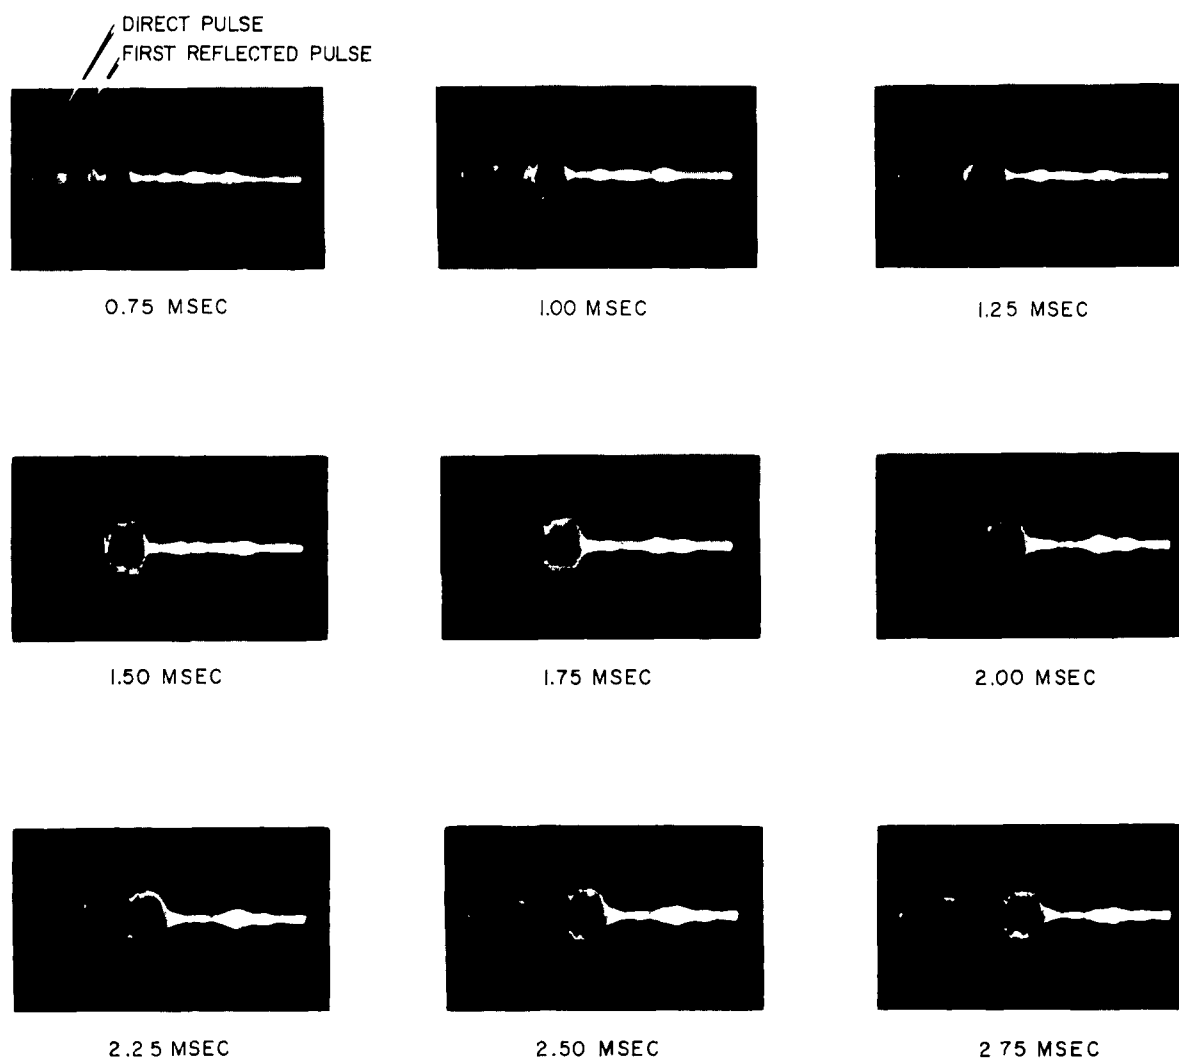 DIRECT PULSE
FIRST REFLECTED PULSE
0.75 MSEC
1.00 MSEC
1.25 MSEC
1.50 MSEC
1.75 MSEC
2.00 MSEC
2.25 MSEC
2.50 MSEC
2 75 MSEC